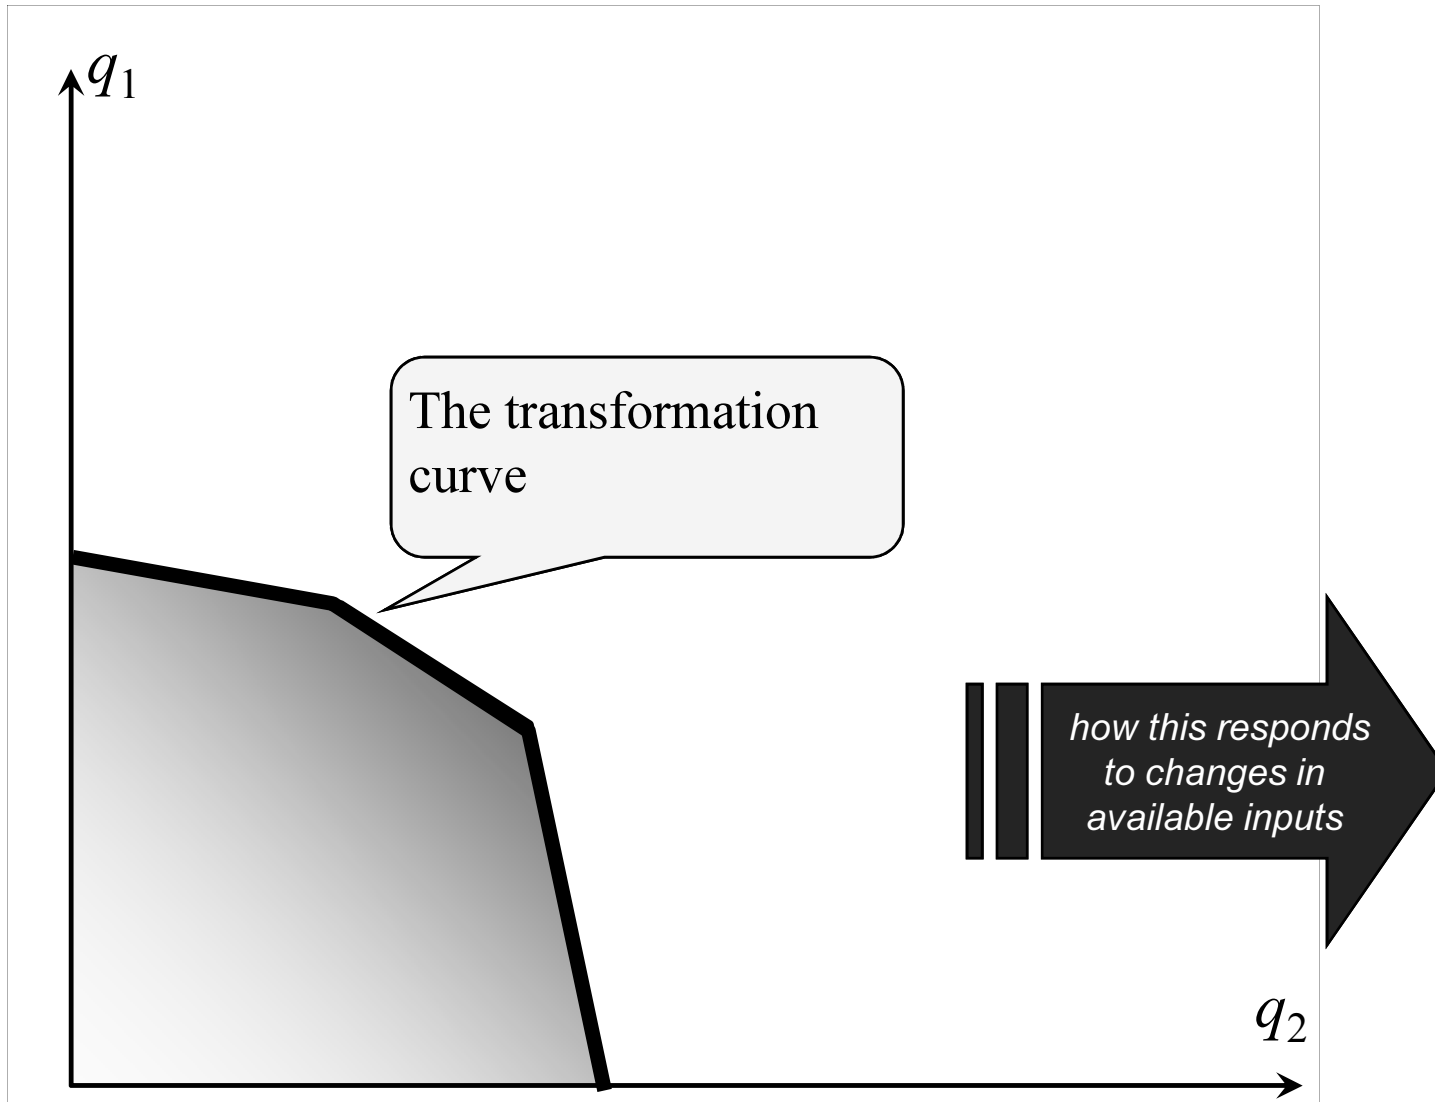 q1
The transformation
curve
how this responds
to changes in
available inputs
q2